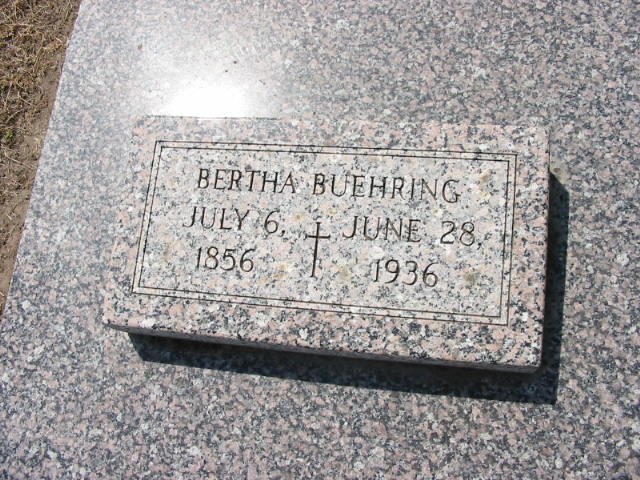 BERTHA BUEHRING
JULY 6, JUNE 28,
1856 1936